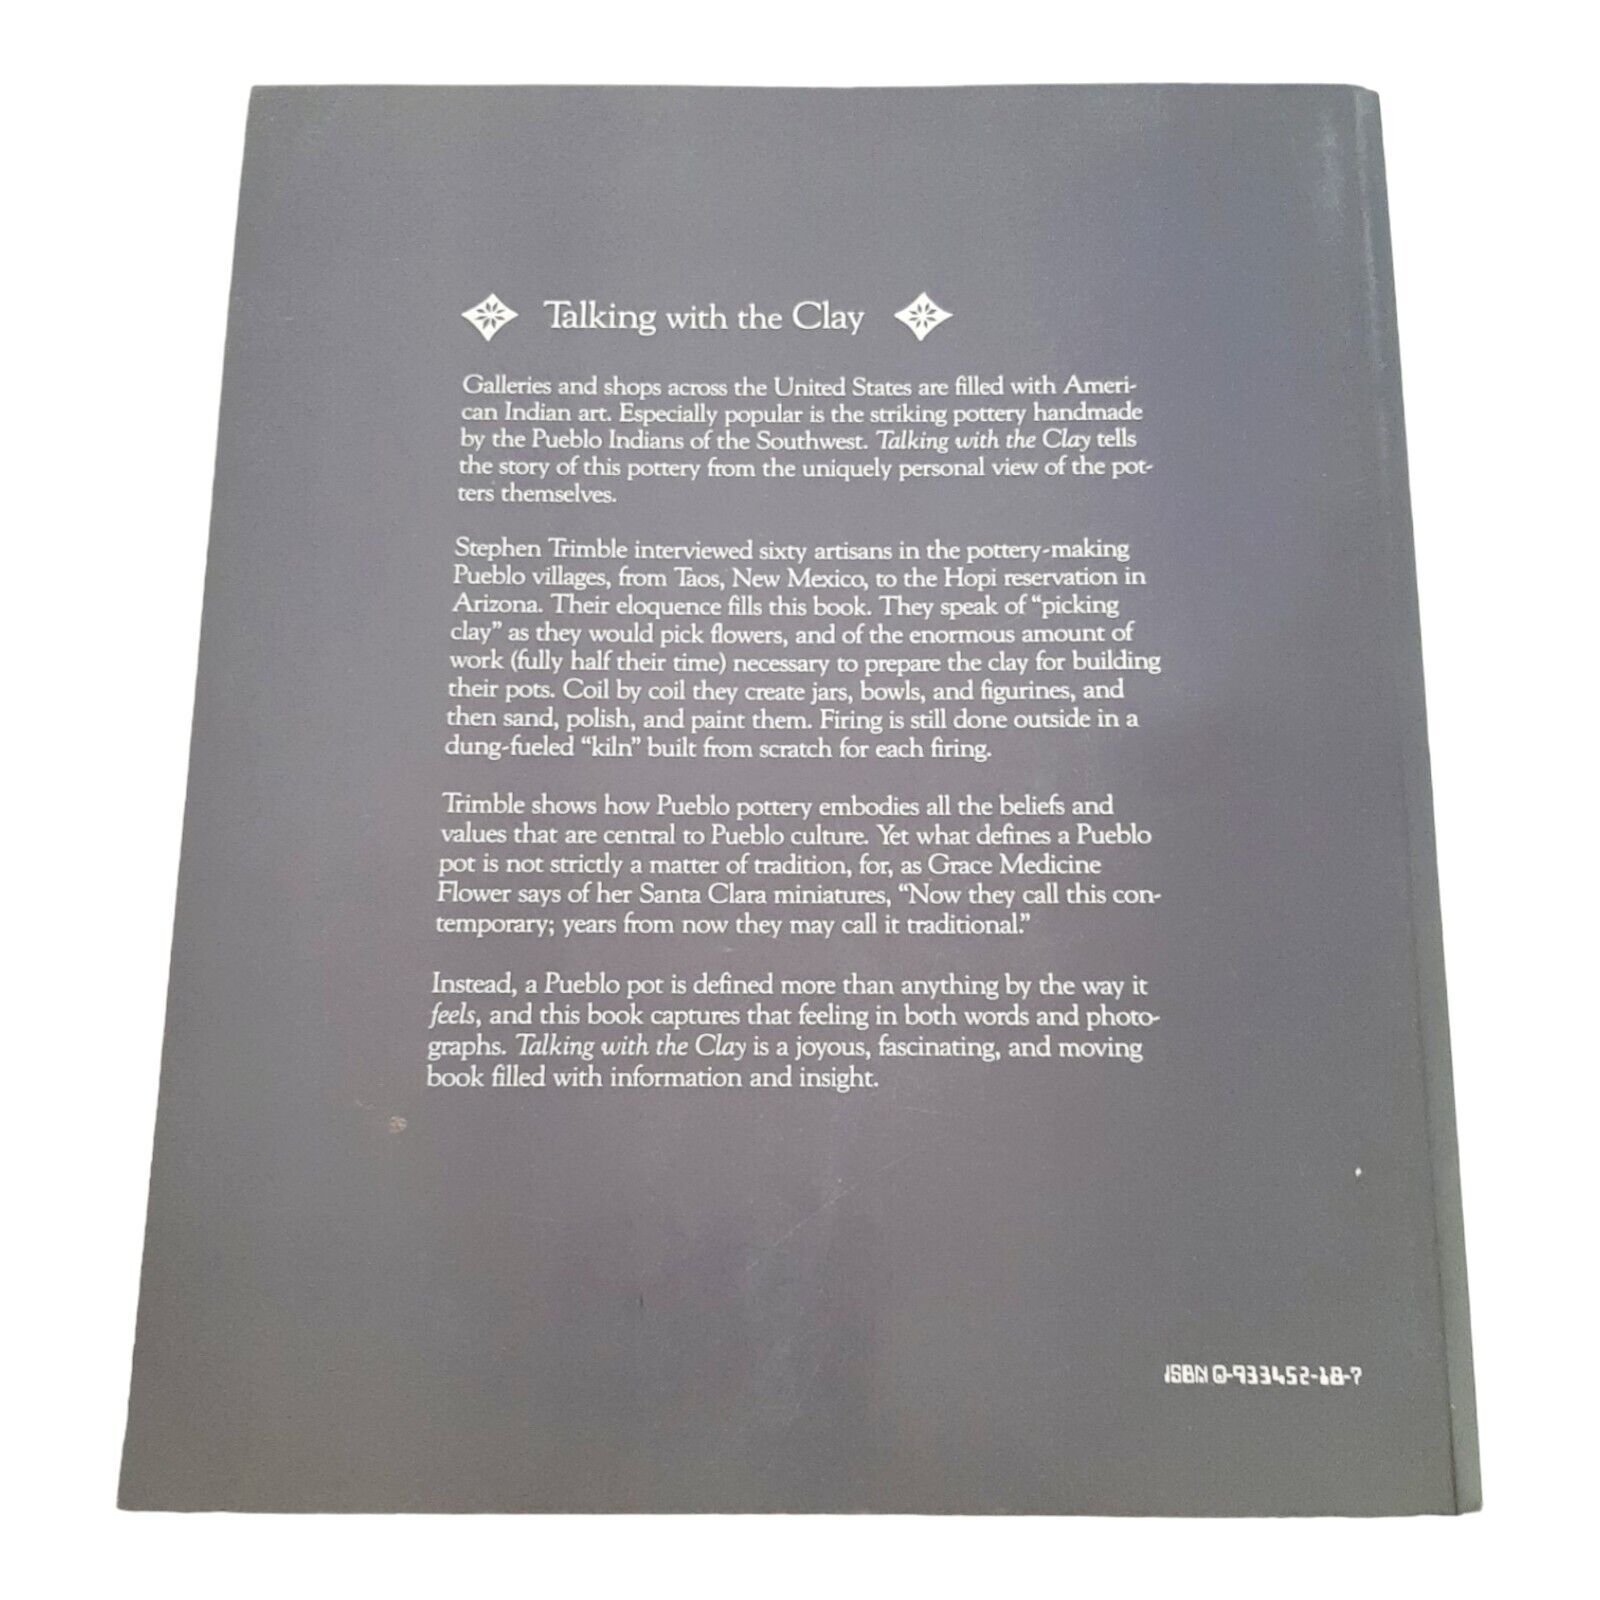 Talking with the Clay
Galleries and shops across the United States are filled with Ameri-
can Indian art. Especially popular is the striking pottery handmade
by the Pueblo Indians of the Southwest. Talking with the Clay tells
the story of this pottery from the uniquely personal view of the pot-
ters themselves.
Stephen Trimble interviewed sixty artisans in the pottery-making
Pueblo villages, from Taos, New Mexico, to the Hopi reservation in
Arizona. Their eloquence fills this book. They speak of “picking
clay” as they would pick flowers, and of the enormous amount of
work (fully half their time) necessary to prepare the clay for building
their pots. Coil by coil they create jars, bowls, and figurines, and
then sand, polish, and paint them. Firing is still done outside in a
dung-fueled “kiln” built from scratch for each firing.
Trimble shows how Pueblo pottery embodies all the beliefs and
values that are central to Pueblo culture. Yet what defines a Pueblo
pot is not strictly a matter of tradition, for, as Grace Medicine
Flower says of her Santa Clara miniatures, “Now they call this con-
temporary; years from now they may call it traditional.”
Instead, a Pueblo pot is defined more than anything by the way it
feels, and this book captures that feeling in both words and photo-
graphs. Talking with the Clay is a joyous, fascinating, and moving
book filled with information and insight.
ISBN 0-933452-18-7